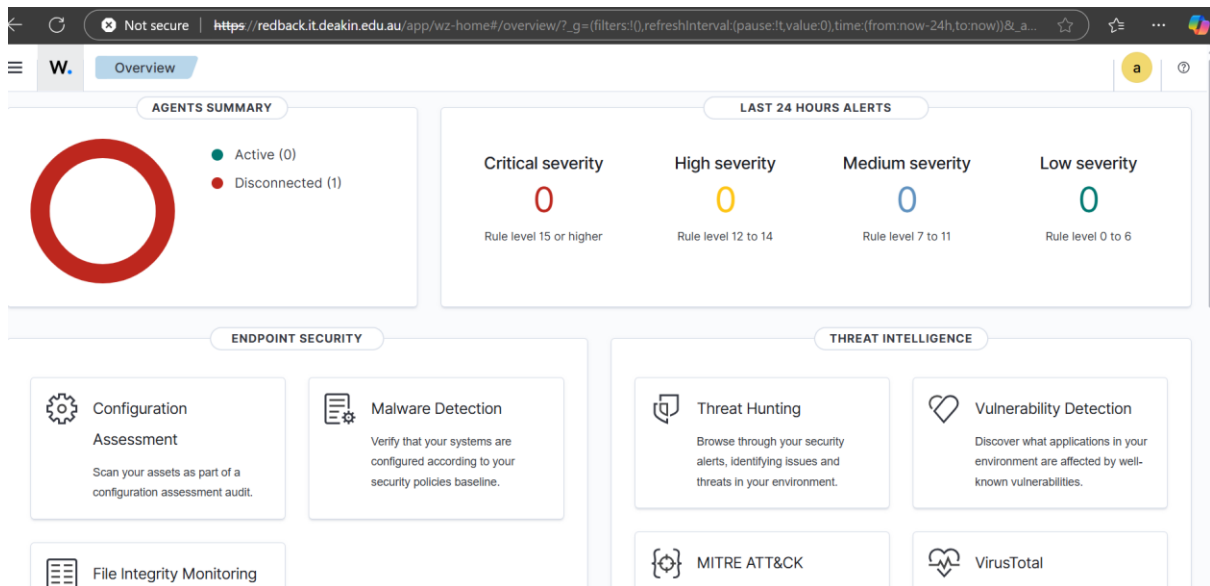 Not secure | https://redback.it.deakin.edu.au/app/wz-home#/overview/?_g=(filters:!(),refreshInterval:(pause:!t,value:0),time:(from:now-24h,to:now))&_a...
W. Overview a
AGENTS SUMMARY
Active (0)
Disconnected (1)
LAST 24 HOURS ALERTS
Critical severity
0
Rule level 15 or higher
High severity
0
Rule level 12 to 14
Medium severity
0
Rule level 7 to 11
Low severity
0
Rule level 0 to 6
ENDPOINT SECURITY
Configuration
Assessment
Scan your assets as part of a
configuration assessment audit.
Malware Detection
Verify that your systems are
configured according to your
security policies baseline.
File Integrity Monitoring
THREAT INTELLIGENCE
Threat Hunting
Browse through your security
alerts, identifying issues and
threats in your environment.
Vulnerability Detection
Discover what applications in your
environment are affected by well-
known vulnerabilities.
MITRE ATT&CK
VirusTotal